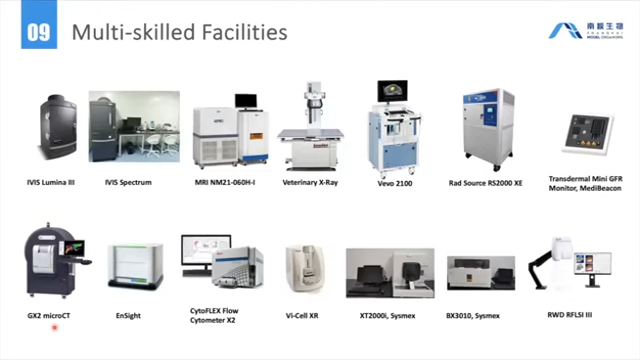 09
Multi-skilled Facilities
南模生物
SHANGHAI
MODEL ORGANISMS
IVIS Lumina III
IVIS Spectrum
MRI NM21-060H-I
Veterinary X-Ray
Vevo 2100
Rad Source RS2000 XE
Transdermal Mini GFR
Monitor, MediBeacon
GX2 microCT
EnSight
CytoFLEX Flow
Cytometer X2
Vi-Cell XR
XT2000i, Sysmex
BX3010, Sysmex
RWD RFLSI III